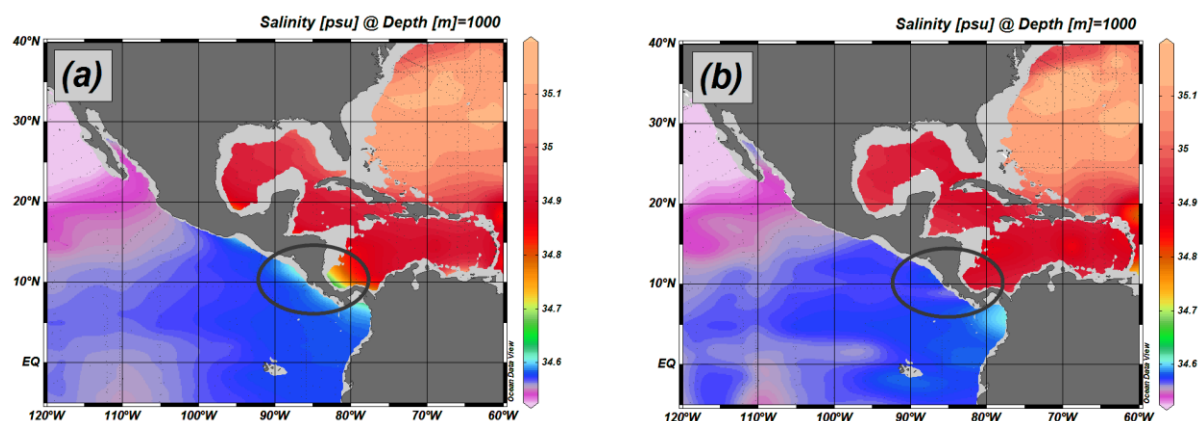 Salinity [psu] @ Depth [m]=1000
(a)
40°N
30°N
20°N
10°N
EQ
120°W 110°W 100°W 90°W 80°W 70°W 60°W
35.1
35
34.9
34.8
34.7
34.6
Ocean Data View
Salinity [psu] @ Depth [m]=1000
(b)
40°N
30°N
20°N
10°N
EQ
120°W 110°W 100°W 90°W 80°W 70°W 60°W
35.1
35
34.9
34.8
34.7
34.6
Ocean Data View